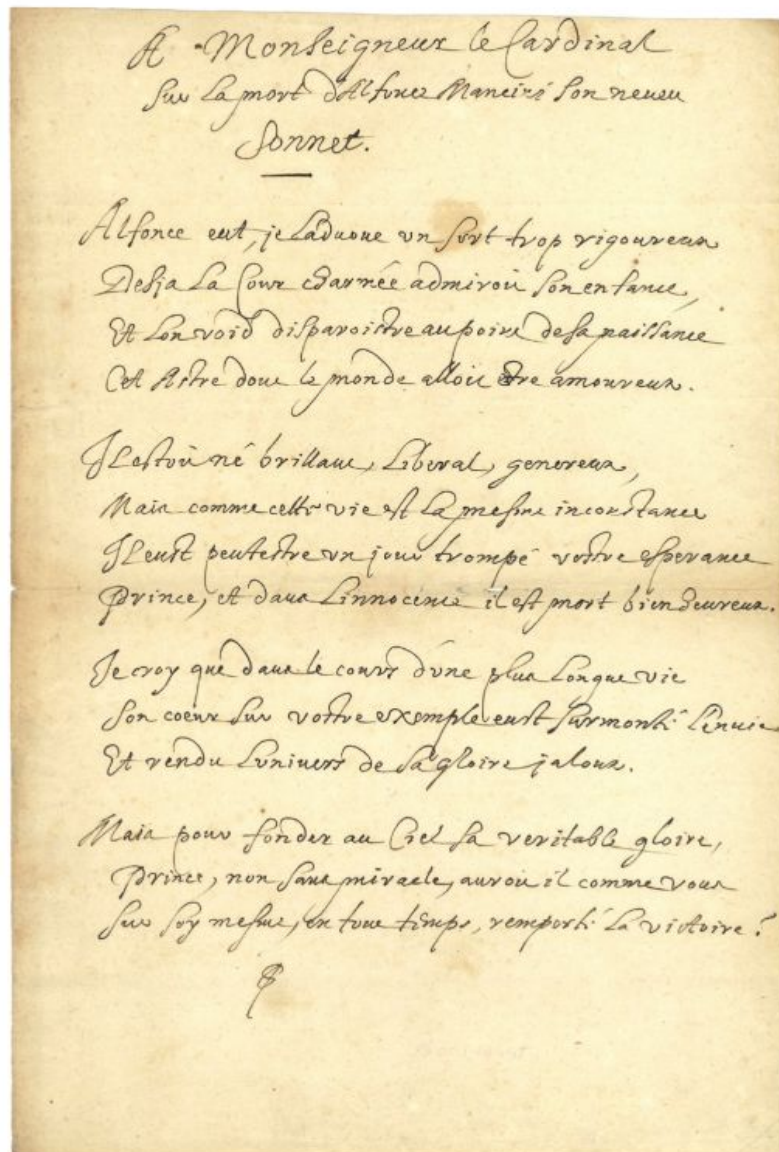 A Monseigneur le Cardinal
sur la mort d'Alfonce Mancini son neveu
Sonnet.
Alfonce eut, je l'advoue un sort trop rigoureux
Desja la Cour charmée admiroit son enfance,
Et l'on void disparoistre au point de sa naissance
Cet Astre dont le monde alloit etre amoureux.
Il estoit né brillant, Liberal, genereux,
Mais comme cette vie est la mesme inconstance
Il eust peutestre un jour trompé vostre esperance
Prince, et dans l'innocence il est mort bien heureux.
Je croy que dans le cours d'une plus longue vie
Son coeur sur vostre exemple eust surmonté l'envie
Et rendu l'univers de sa gloire jaloux.
Mais pour fonder au Ciel sa veritable gloire,
Prince, non sans miracle, auroit il comme vous
Sur soy mesme, en tout temps, remporté la victoire?